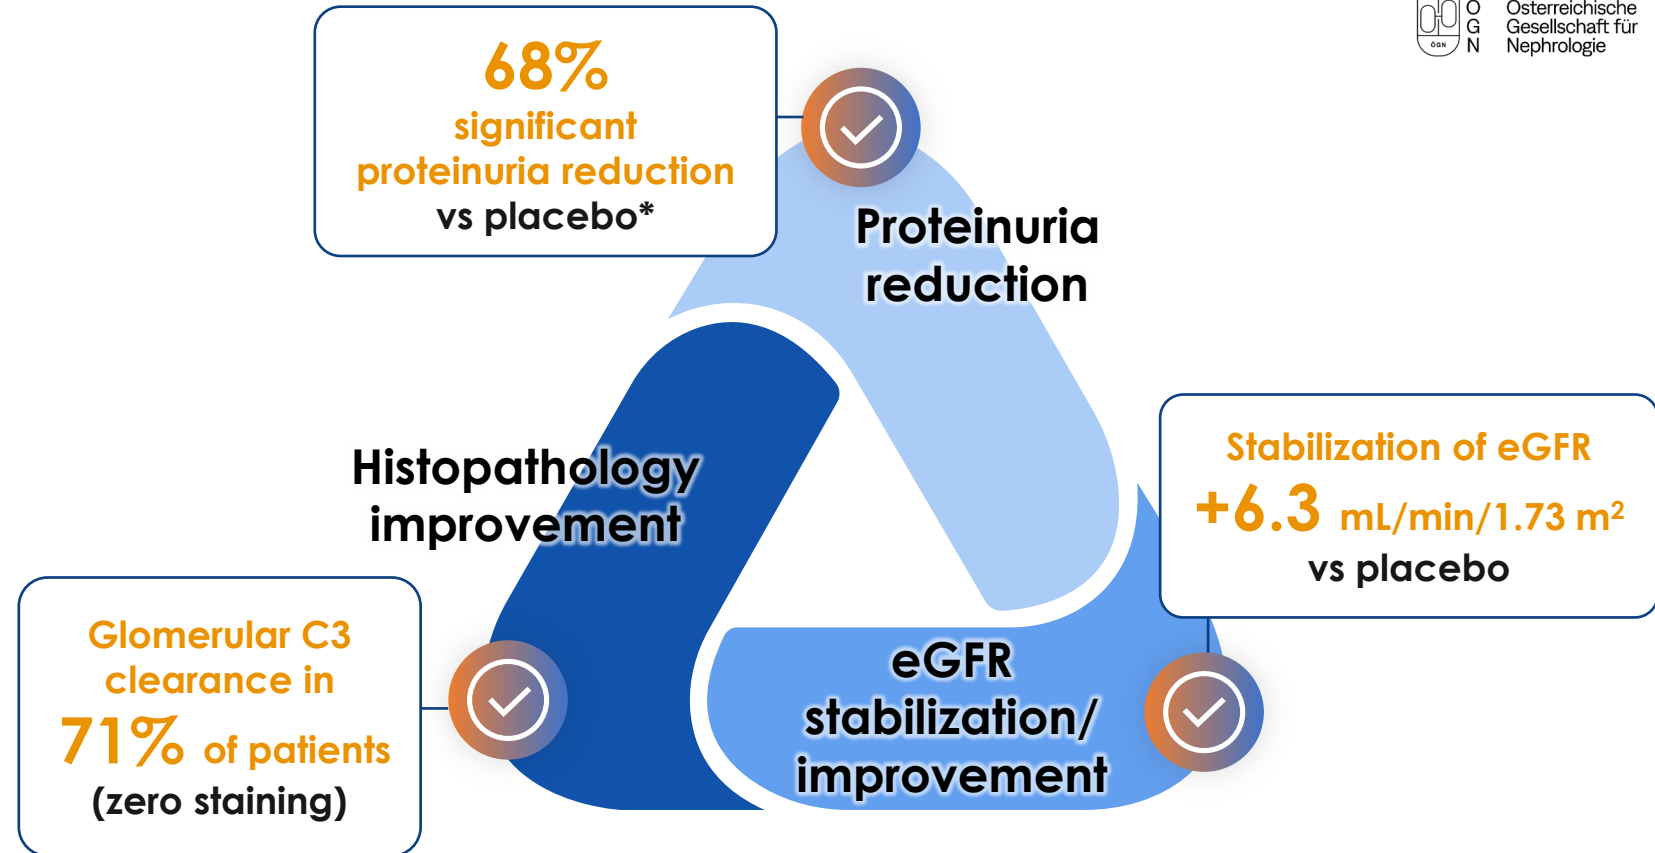 O
G
N
ÖGN
Österreichische
Gesellschaft für
Nephrologie
68%
significant
proteinuria reduction
vs placebo*
Proteinuria
reduction
Histopathology
improvement
Stabilization of eGFR
+6.3 mL/min/1.73 m²
vs placebo
Glomerular C3
clearance in
71% of patients
(zero staining)
eGFR
stabilization/
improvement